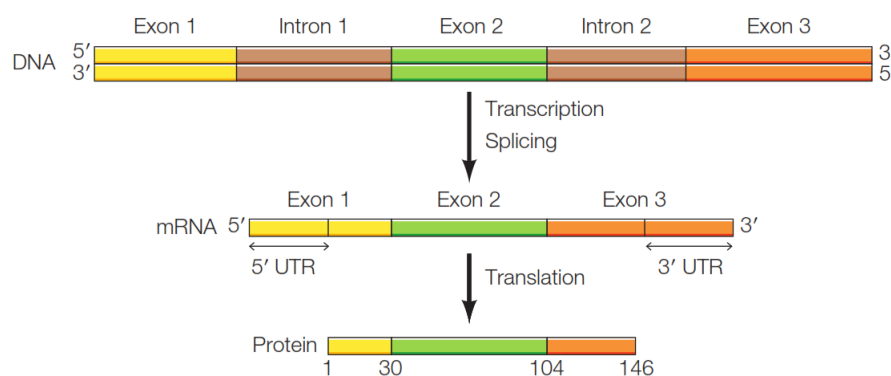 Exon 1 Intron 1 Exon 2 Intron 2 Exon 3
DNA 5′ 3
3′ 5
Transcription
Splicing
Exon 1 Exon 2 Exon 3
mRNA 5′ 3′
5′ UTR 3′ UTR
Translation
Protein
1 30 104 146